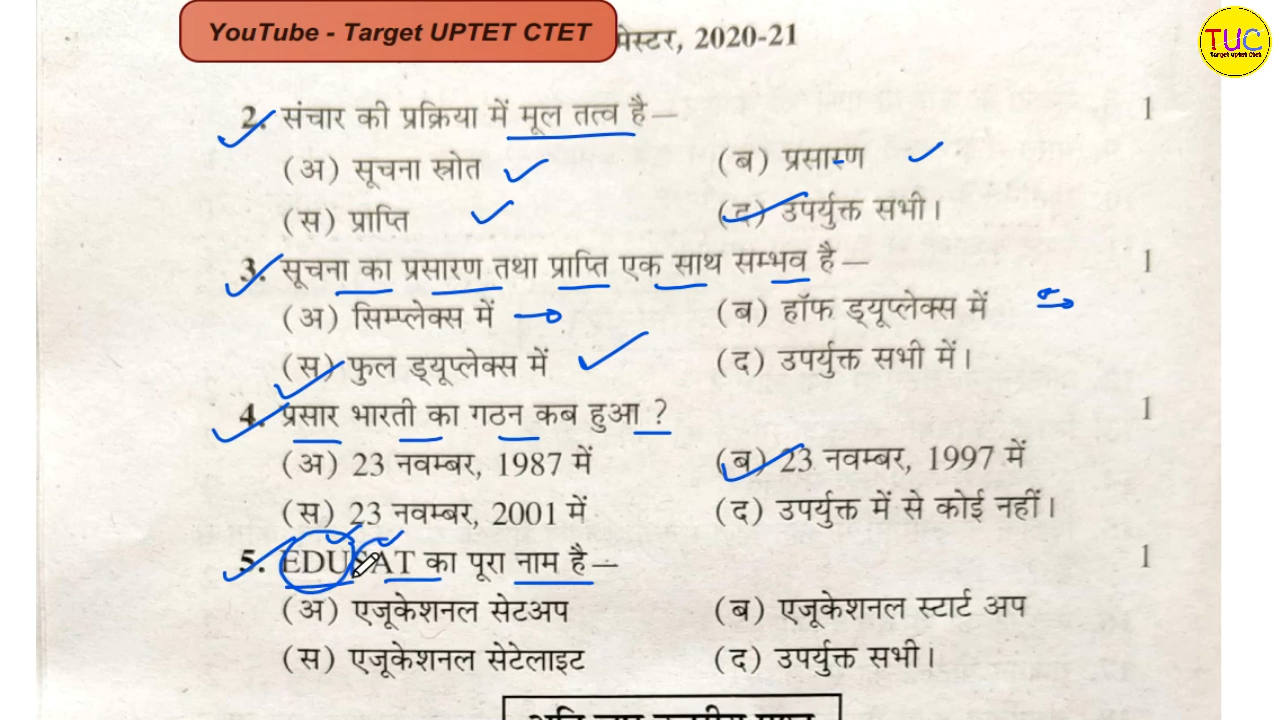 YouTube - Target UPTET CTET
मेस्टर, 2020-21
TUC
Target Uptet Ctet
2. संचार की प्रक्रिया में मूल तत्व है— 1
(अ) सूचना स्रोत (ब) प्रसारण
(स) प्राप्ति (द) उपर्युक्त सभी।
3. सूचना का प्रसारण तथा प्राप्ति एक साथ सम्भव है— 1
(अ) सिम्प्लेक्स में (ब) हॉफ ड्यूप्लेक्स में
(स) फुल ड्यूप्लेक्स में (द) उपर्युक्त सभी में।
4. प्रसार भारती का गठन कब हुआ ? 1
(अ) 23 नवम्बर, 1987 में (ब) 23 नवम्बर, 1997 में
(स) 23 नवम्बर, 2001 में (द) उपर्युक्त में से कोई नहीं।
5. EDUSAT का पूरा नाम है— 1
(अ) एजूकेशनल सेटअप (ब) एजूकेशनल स्टार्ट अप
(स) एजूकेशनल सेटेलाइट (द) उपर्युक्त सभी।